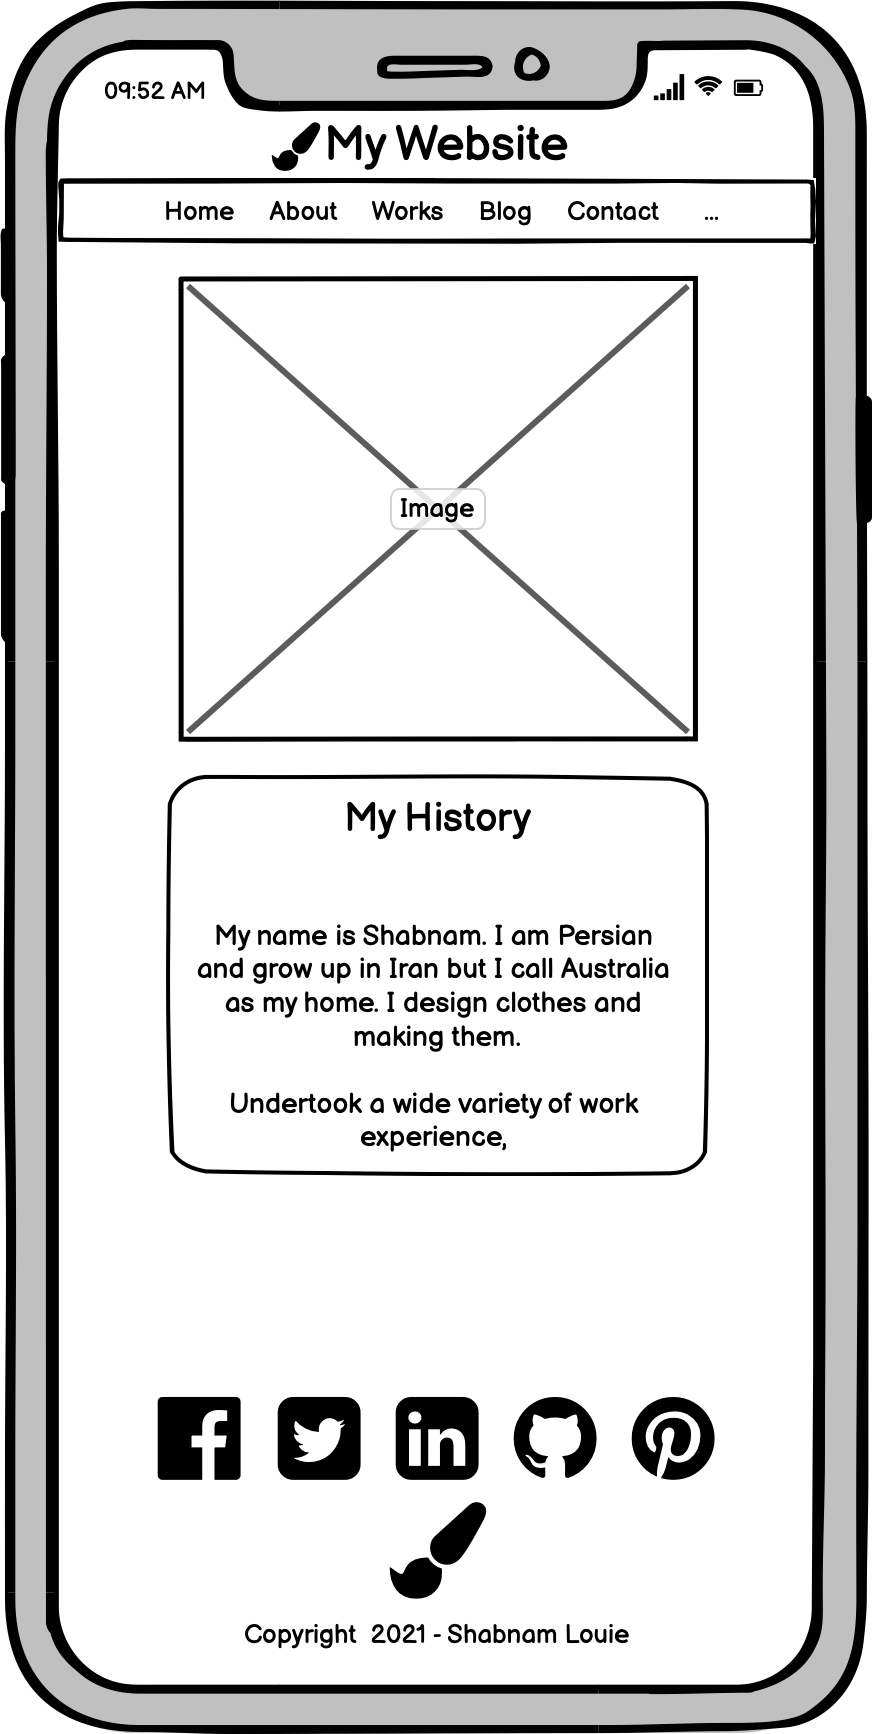 09:52 AM
My Website
Home About Works Blog Contact ...
Image
My History
My name is Shabnam. I am Persian
and grow up in Iran but I call Australia
as my home. I design clothes and
making them.
Undertook a wide variety of work
experience,
Copyright 2021 - Shabnam Louie